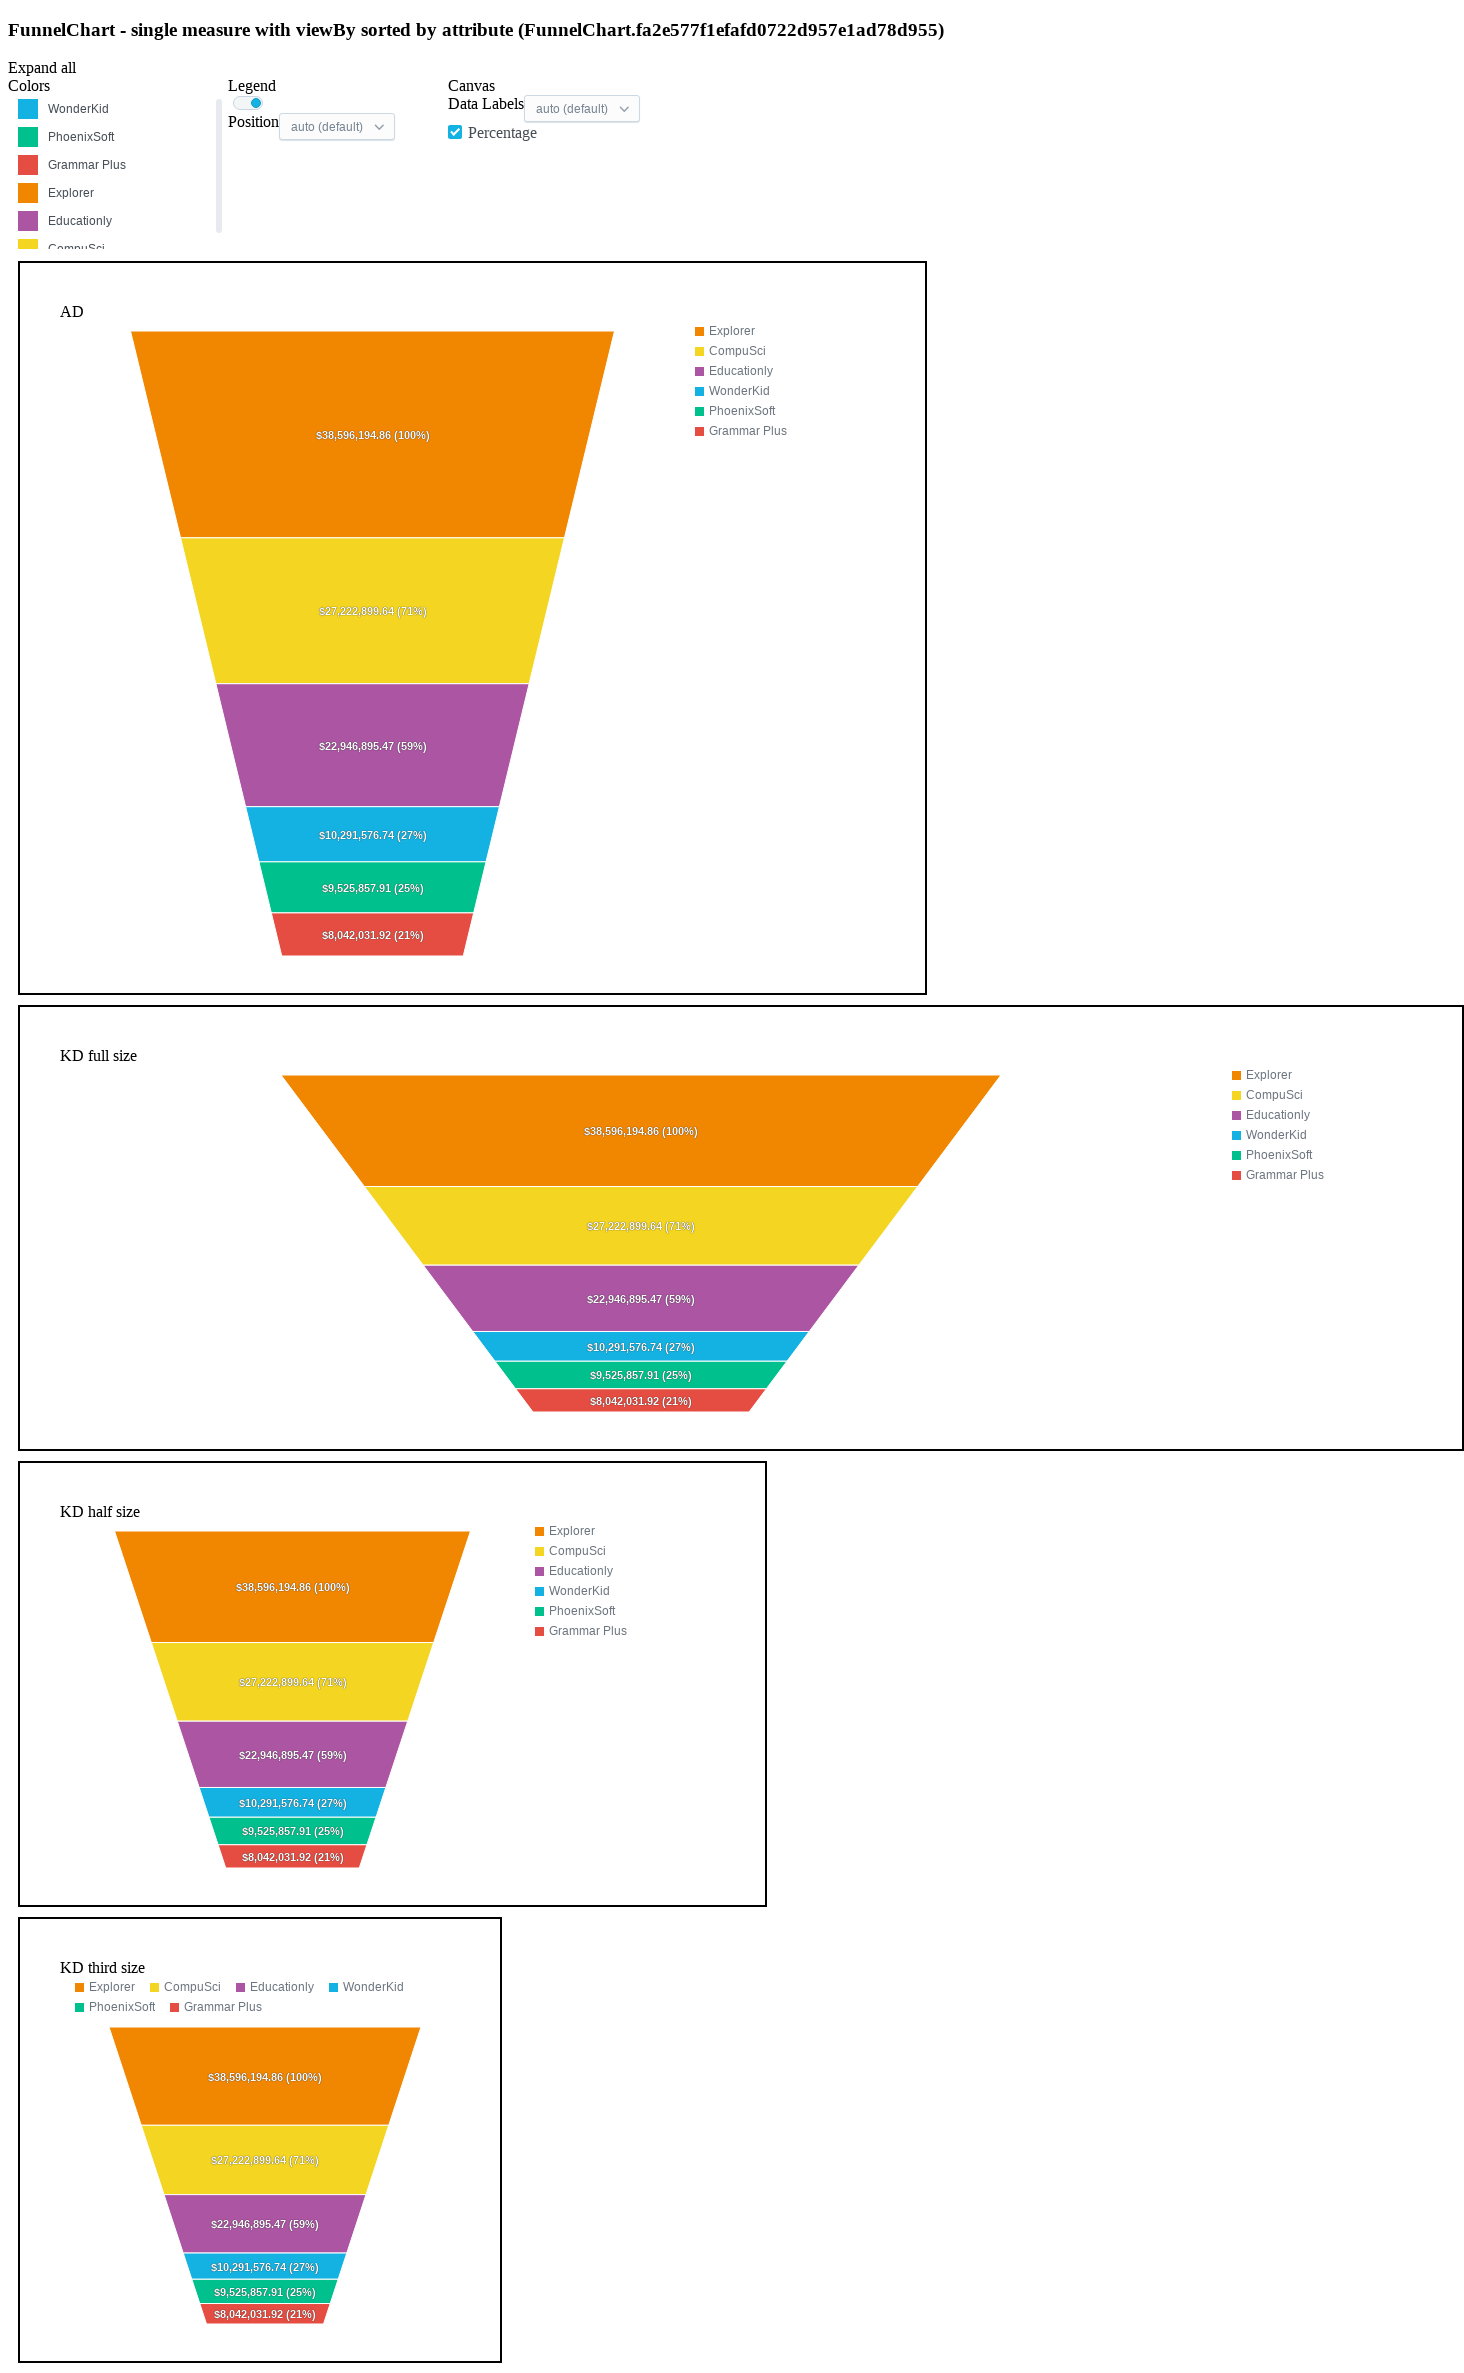 FunnelChart - single measure with viewBy sorted by attribute (FunnelChart.fa2e577f1efafd0722d957e1ad78d955)
Expand all
Colors
WonderKid
PhoenixSoft
Grammar Plus
Explorer
Educationly
CompuSci
Legend
Position auto (default)
Canvas
Data Labels auto (default)
Percentage
AD
Explorer
CompuSci
Educationly
WonderKid
PhoenixSoft
Grammar Plus
$38,596,194.86 (100%)
$27,222,899.64 (71%)
$22,946,895.47 (59%)
$10,291,576.74 (27%)
$9,525,857.91 (25%)
$8,042,031.92 (21%)
KD full size
Explorer
CompuSci
Educationly
WonderKid
PhoenixSoft
Grammar Plus
$38,596,194.86 (100%)
$27,222,899.64 (71%)
$22,946,895.47 (59%)
$10,291,576.74 (27%)
$9,525,857.91 (25%)
$8,042,031.92 (21%)
KD half size
Explorer
CompuSci
Educationly
WonderKid
PhoenixSoft
Grammar Plus
$38,596,194.86 (100%)
$27,222,899.64 (71%)
$22,946,895.47 (59%)
$10,291,576.74 (27%)
$9,525,857.91 (25%)
$8,042,031.92 (21%)
KD third size
Explorer CompuSci Educationly WonderKid
PhoenixSoft Grammar Plus
$38,596,194.86 (100%)
$27,222,899.64 (71%)
$22,946,895.47 (59%)
$10,291,576.74 (27%)
$9,525,857.91 (25%)
$8,042,031.92 (21%)